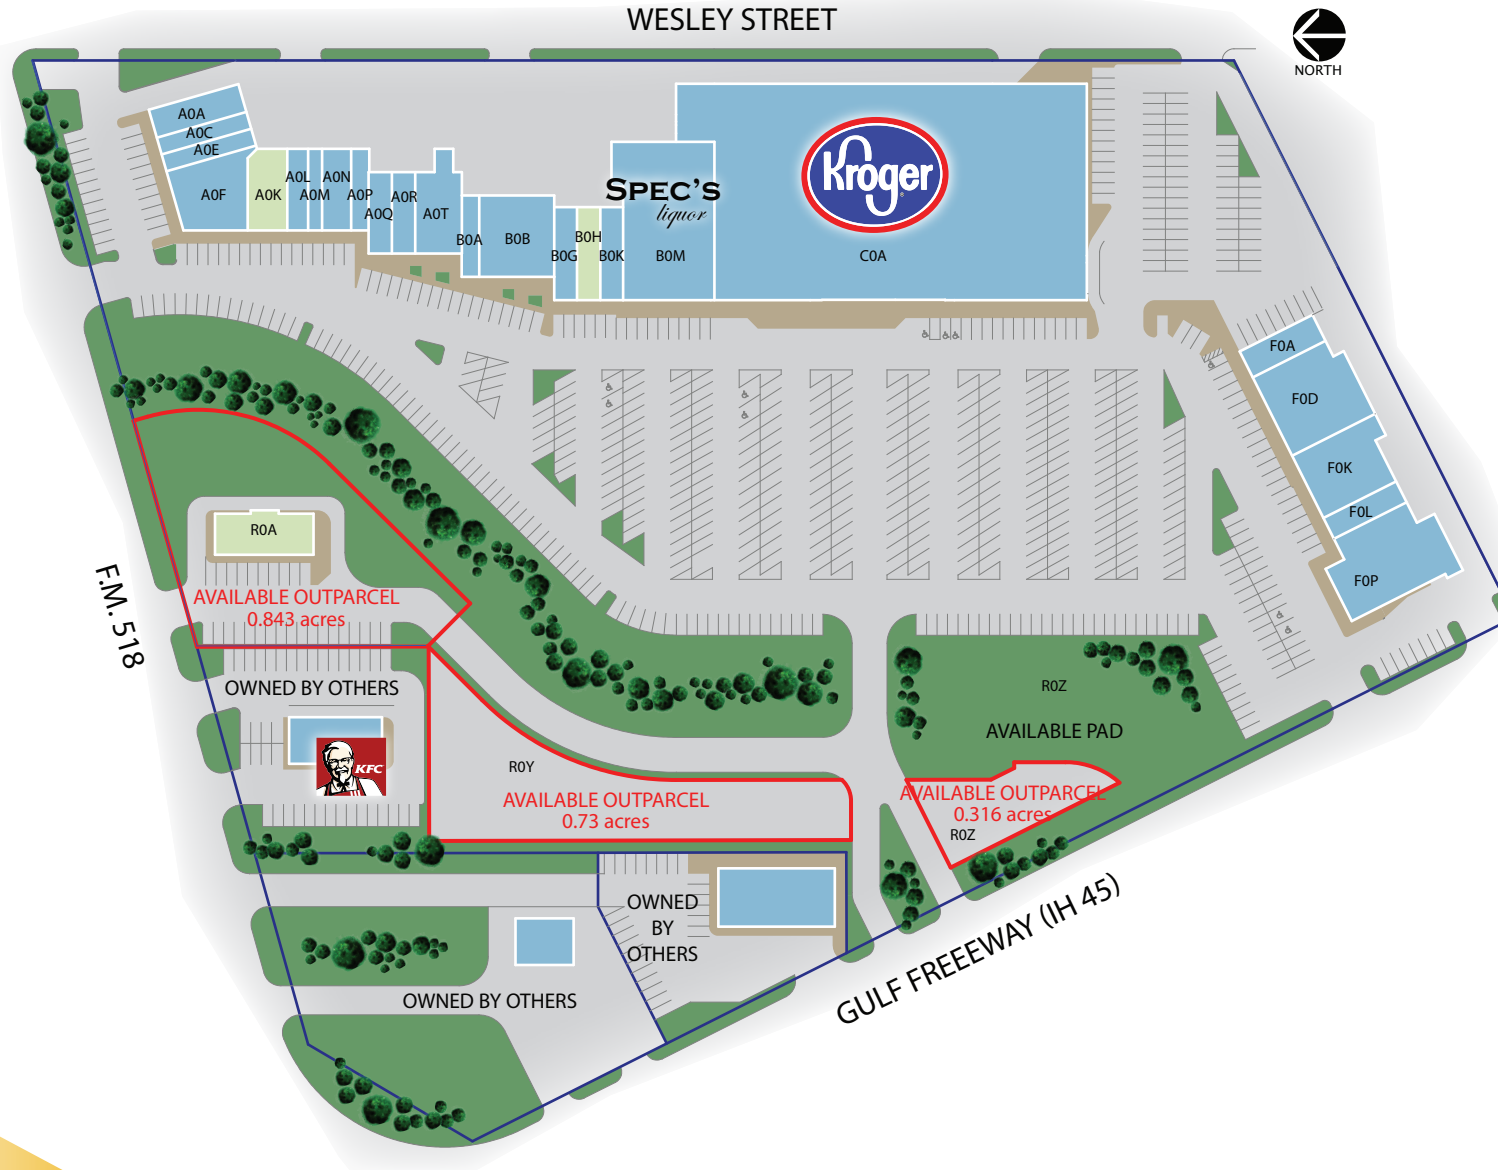 WESLEY STREET
NORTH
A0A
A0C
A0E
A0F
A0K
A0L
A0M
A0N
A0P
A0Q
A0R
A0T
B0A
B0B
B0G
B0H
B0K
SPEC'S
liquor
B0M
Kroger
C0A
F0A
F0D
F0K
F0L
F0P
R0A
AVAILABLE OUTPARCEL
0.843 acres
F.M. 518
OWNED BY OTHERS
KFC
R0Y
AVAILABLE OUTPARCEL
0.73 acres
R0Z
AVAILABLE PAD
AVAILABLE OUTPARCEL
0.316 acres
R0Z
OWNED
BY
OTHERS
OWNED BY OTHERS
GULF FREEEWAY (IH 45)